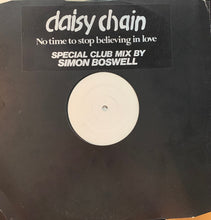 daisy chain
No time to stop believing in love
SPECIAL CLUB MIX BY
SIMON BOSWELL